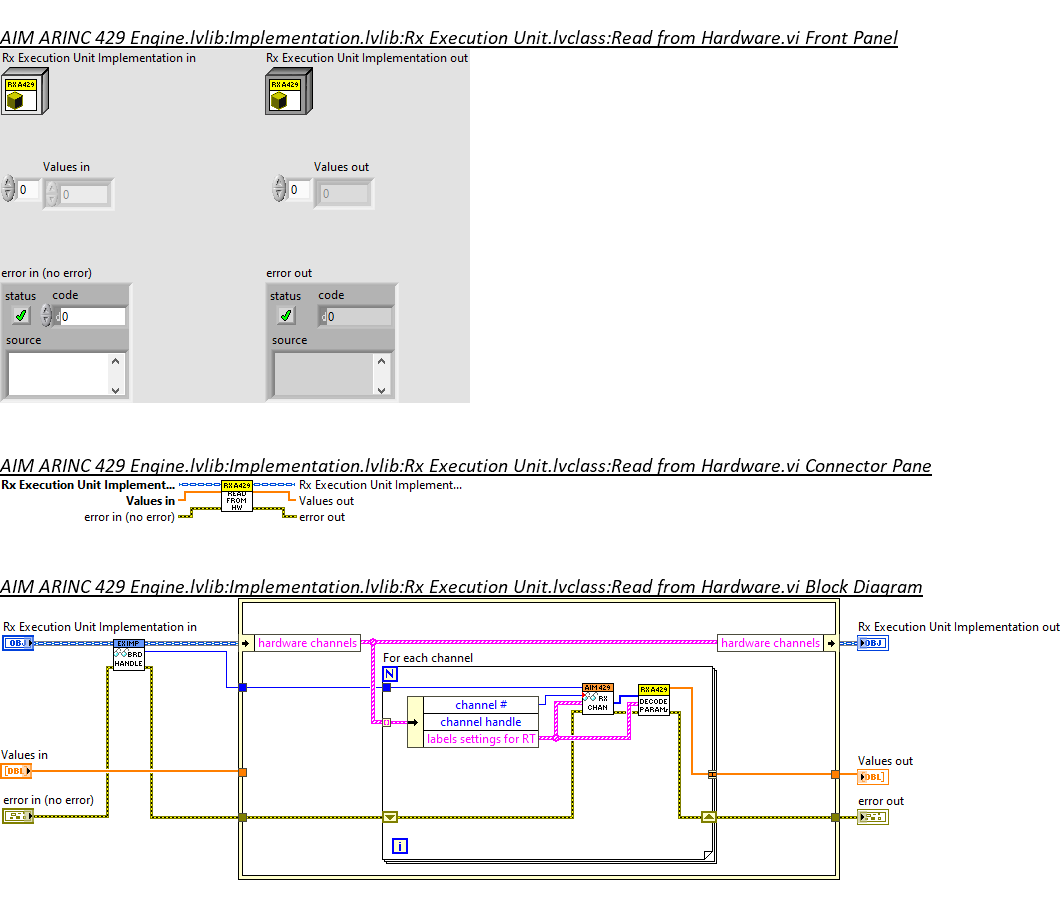 AIM ARINC 429 Engine.lvlib:Implementation.lvlib:Rx Execution Unit.lvclass:Read from Hardware.vi Front Panel
Rx Execution Unit Implementation in
Rx Execution Unit Implementation out
RX A429
RX A429
Values in
Values out
0
0
0
0
error in (no error)
error out
status code
status code
d 0
d 0
source
source
AIM ARINC 429 Engine.lvlib:Implementation.lvlib:Rx Execution Unit.lvclass:Read from Hardware.vi Connector Pane
Rx Execution Unit Implement...
RX A429
Rx Execution Unit Implement...
Values in
READ
FROM
HW
Values out
error in (no error)
error out
AIM ARINC 429 Engine.lvlib:Implementation.lvlib:Rx Execution Unit.lvclass:Read from Hardware.vi Block Diagram
Rx Execution Unit Implementation in
Rx Execution Unit Implementation out
OBJ
EXIMP
BRD
HANDLE
hardware channels
hardware channels
OBJ
For each channel
N
AIM429
RX
CHAN
RXA429
DECODE
PARAMs
channel #
channel handle
labels settings for RT
Values in
DBL
Values out
DBL
error in (no error)
error out
i